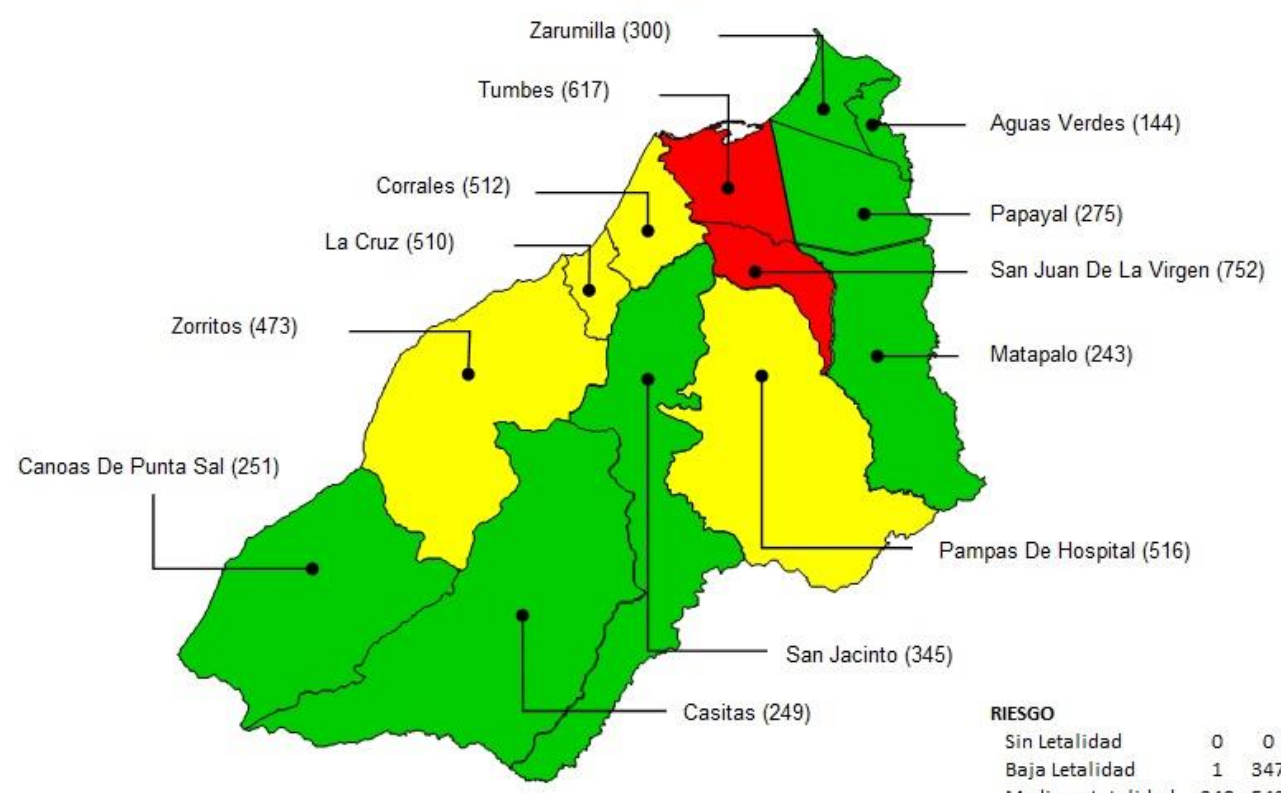 Zarumilla (300)
Tumbes (617)
Aguas Verdes (144)
Corrales (512)
Papayal (275)
La Cruz (510)
San Juan De La Virgen (752)
Zorritos (473)
Matapalo (243)
Canoas De Punta Sal (251)
Pampas De Hospital (516)
San Jacinto (345)
Casitas (249)
RIESGO
Sin Letalidad 0 0
Baja Letalidad 1 347